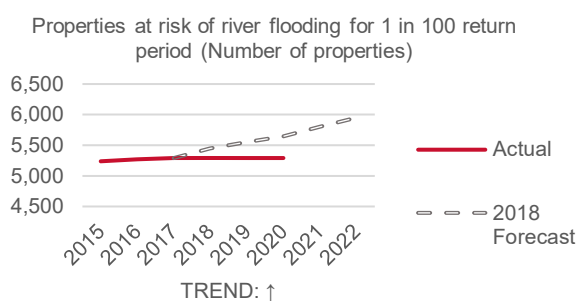 Properties at risk of river flooding for 1 in 100 return
period (Number of properties)
6,500
6,000
5,500
5,000
4,500
2015 2016 2017 2018 2019 2020 2021 2022
Actual
2018
Forecast
TREND: ↑